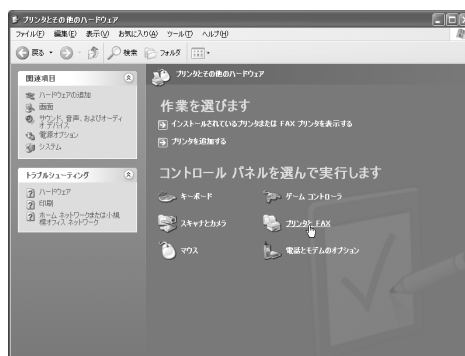 プリンタとその他のハードウェア
ファイル(F) 編集(E) 表示(V) お気に入り(A) ツール(T) ヘルプ(H)
戻る 検索 フォルダ
関連項目
ハードウェアの追加
画面
サウンド、音声、およびオーディオ デバイス
電源オプション
システム
トラブルシューティング
ハードウェア
印刷
ホーム ネットワークまたは小規模オフィス ネットワーク
プリンタとその他のハードウェア
作業を選びます
インストールされているプリンタまたは FAX プリンタを表示する
プリンタを追加する
コントロール パネルを選んで実行します
キーボード
ゲーム コントローラ
スキャナとカメラ
プリンタと FAX
マウス
電話とモデムのオプション